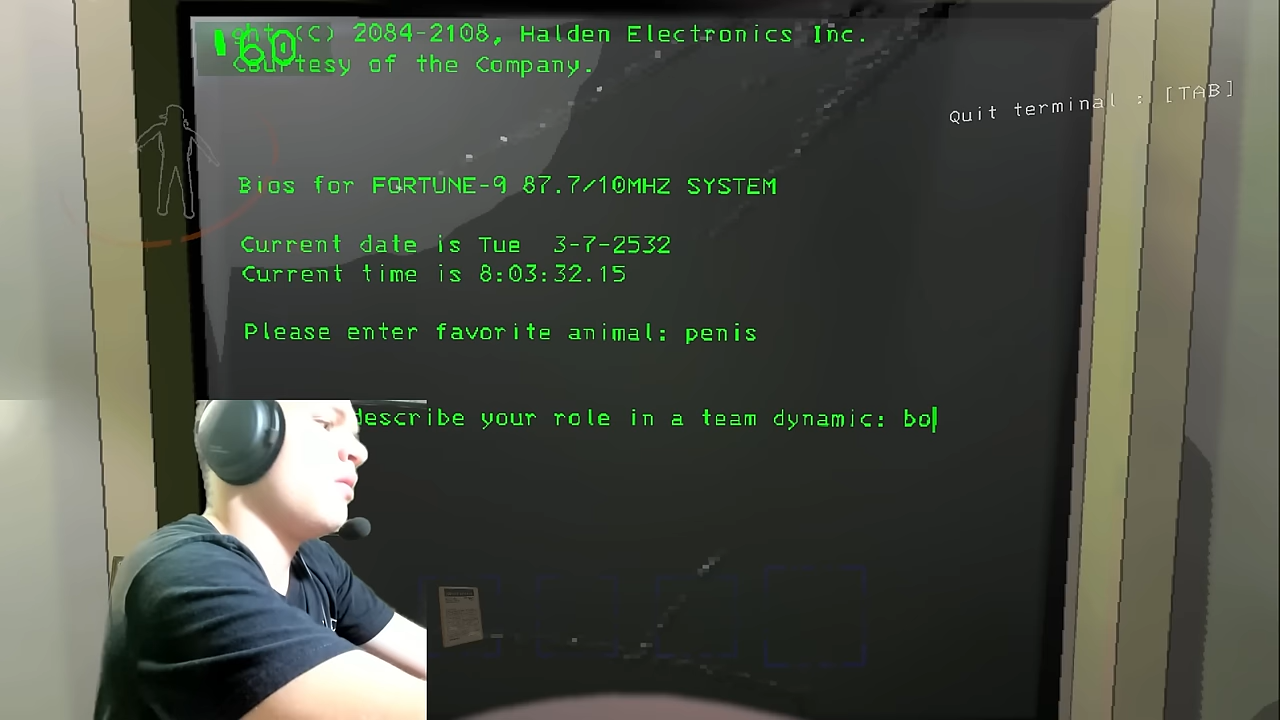 ght (C) 2084-2108, Halden Electronics Inc.
'60
Courtesy of the Company.
Quit terminal : [TAB]
Bios for FORTUNE-9 87.7/10MHZ SYSTEM
Current date is Tue 3-7-2532
Current time is 8:03:32.15
Please enter favorite animal: penis
describe your role in a team dynamic: bo